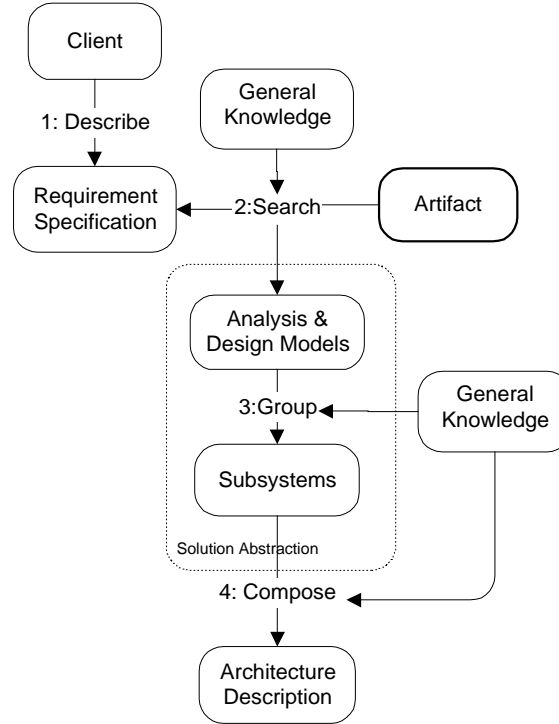 Client
1: Describe
General
Knowledge
Requirement
Specification
2:Search
Artifact
Analysis &
Design Models
3:Group
General
Knowledge
Subsystems
Solution Abstraction
4: Compose
Architecture
Description